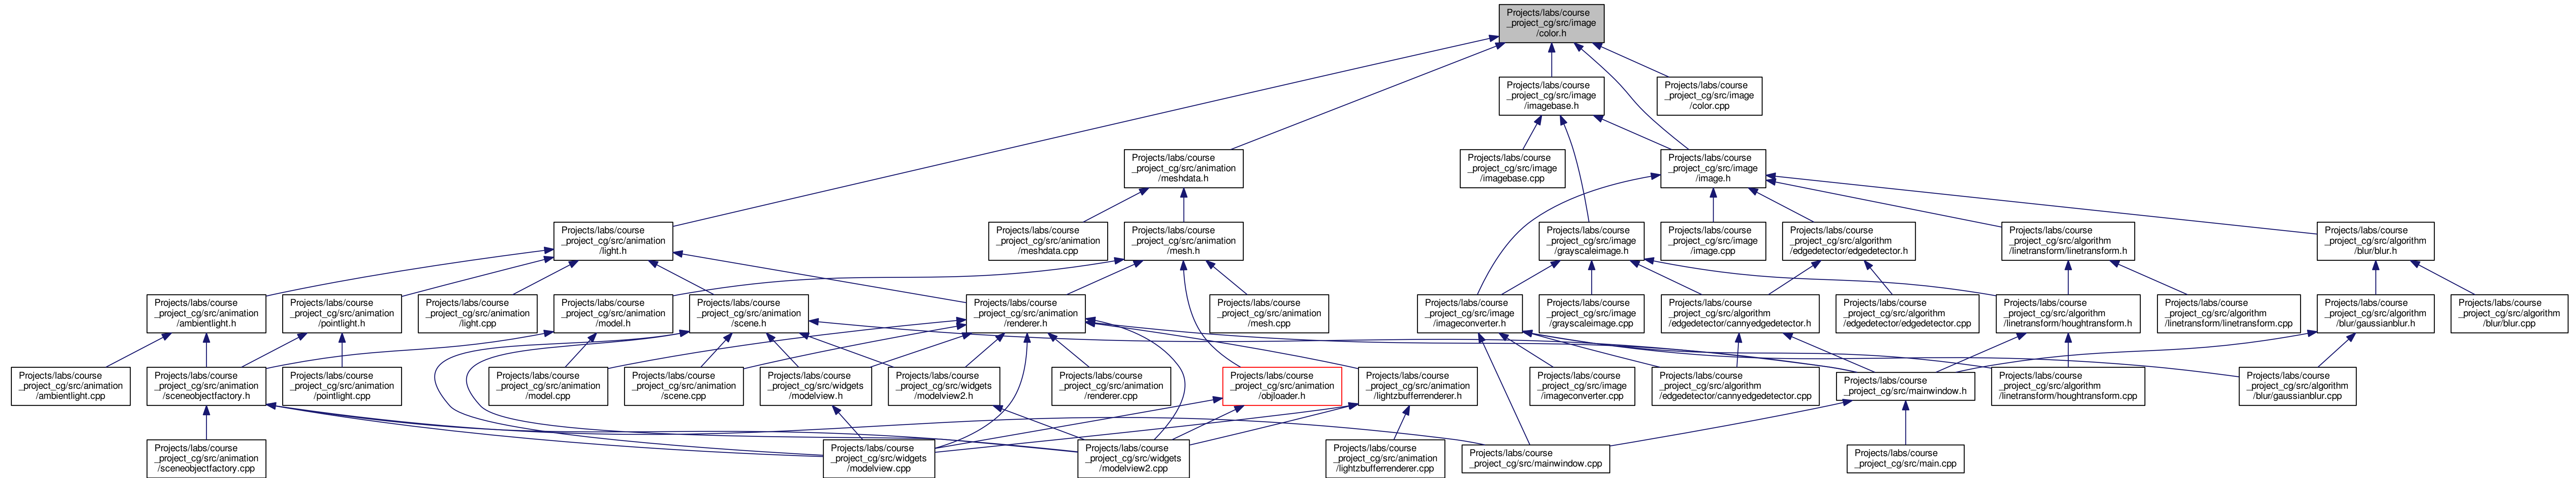 Projects/labs/course
_project_cg/src/image
/color.h
Projects/labs/course
_project_cg/src/image
/imagebase.h
Projects/labs/course
_project_cg/src/image
/color.cpp
Projects/labs/course
_project_cg/src/animation
/meshdata.h
Projects/labs/course
_project_cg/src/image
/imagebase.cpp
Projects/labs/course
_project_cg/src/image
/image.h
Projects/labs/course
_project_cg/src/animation
/light.h
Projects/labs/course
_project_cg/src/animation
/meshdata.cpp
Projects/labs/course
_project_cg/src/animation
/mesh.h
Projects/labs/course
_project_cg/src/image
/grayscaleimage.h
Projects/labs/course
_project_cg/src/image
/image.cpp
Projects/labs/course
_project_cg/src/algorithm
/edgedetector/edgedetector.h
Projects/labs/course
_project_cg/src/algorithm
/linetransform/linetransform.h
Projects/labs/course
_project_cg/src/algorithm
/blur/blur.h
Projects/labs/course
_project_cg/src/animation
/ambientlight.h
Projects/labs/course
_project_cg/src/animation
/pointlight.h
Projects/labs/course
_project_cg/src/animation
/light.cpp
Projects/labs/course
_project_cg/src/animation
/model.h
Projects/labs/course
_project_cg/src/animation
/scene.h
Projects/labs/course
_project_cg/src/animation
/renderer.h
Projects/labs/course
_project_cg/src/animation
/mesh.cpp
Projects/labs/course
_project_cg/src/image
/imageconverter.h
Projects/labs/course
_project_cg/src/image
/grayscaleimage.cpp
Projects/labs/course
_project_cg/src/algorithm
/edgedetector/cannyedgedetector.h
Projects/labs/course
_project_cg/src/algorithm
/edgedetector/edgedetector.cpp
Projects/labs/course
_project_cg/src/algorithm
/linetransform/houghtransform.h
Projects/labs/course
_project_cg/src/algorithm
/linetransform/linetransform.cpp
Projects/labs/course
_project_cg/src/algorithm
/blur/gaussianblur.h
Projects/labs/course
_project_cg/src/algorithm
/blur/blur.cpp
Projects/labs/course
_project_cg/src/animation
/ambientlight.cpp
Projects/labs/course
_project_cg/src/animation
/sceneobjectfactory.h
Projects/labs/course
_project_cg/src/animation
/pointlight.cpp
Projects/labs/course
_project_cg/src/animation
/model.cpp
Projects/labs/course
_project_cg/src/animation
/scene.cpp
Projects/labs/course
_project_cg/src/widgets
/modelview.h
Projects/labs/course
_project_cg/src/widgets
/modelview2.h
Projects/labs/course
_project_cg/src/animation
/renderer.cpp
Projects/labs/course
_project_cg/src/animation
/objloader.h
Projects/labs/course
_project_cg/src/animation
/lightzbufferrenderer.h
Projects/labs/course
_project_cg/src/image
/imageconverter.cpp
Projects/labs/course
_project_cg/src/algorithm
/edgedetector/cannyedgedetector.cpp
Projects/labs/course
_project_cg/src/mainwindow.h
Projects/labs/course
_project_cg/src/algorithm
/linetransform/houghtransform.cpp
Projects/labs/course
_project_cg/src/algorithm
/blur/gaussianblur.cpp
Projects/labs/course
_project_cg/src/animation
/sceneobjectfactory.cpp
Projects/labs/course
_project_cg/src/widgets
/modelview.cpp
Projects/labs/course
_project_cg/src/widgets
/modelview2.cpp
Projects/labs/course
_project_cg/src/animation
/lightzbufferrenderer.cpp
Projects/labs/course
_project_cg/src/mainwindow.cpp
Projects/labs/course
_project_cg/src/main.cpp